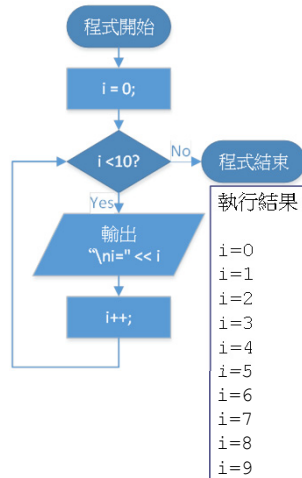 程式開始
i = 0;
i <10?
No
程式結束
Yes
輸出
“\ni=" << i
i++;
執行結果
i=0
i=1
i=2
i=3
i=4
i=5
i=6
i=7
i=8
i=9